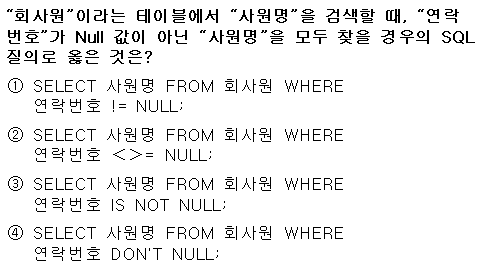 “회사원”이라는 테이블에서 “사원명”을 검색할 때, “연락
번호”가 Null 값이 아닌 “사원명”을 모두 찾을 경우의 SQL
질의로 옳은 것은?
① SELECT 사원명 FROM 회사원 WHERE
연락번호 != NULL;
② SELECT 사원명 FROM 회사원 WHERE
연락번호 <>= NULL;
③ SELECT 사원명 FROM 회사원 WHERE
연락번호 IS NOT NULL;
④ SELECT 사원명 FROM 회사원 WHERE
연락번호 DON'T NULL;